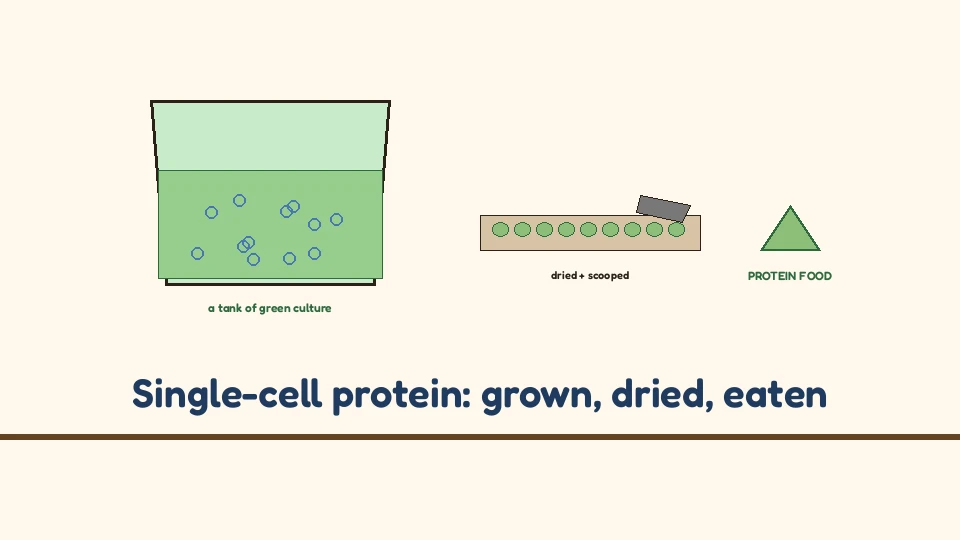 dried + scooped
PROTEIN FOOD
a tank of green culture
Single-cell protein: grown, dried, eaten